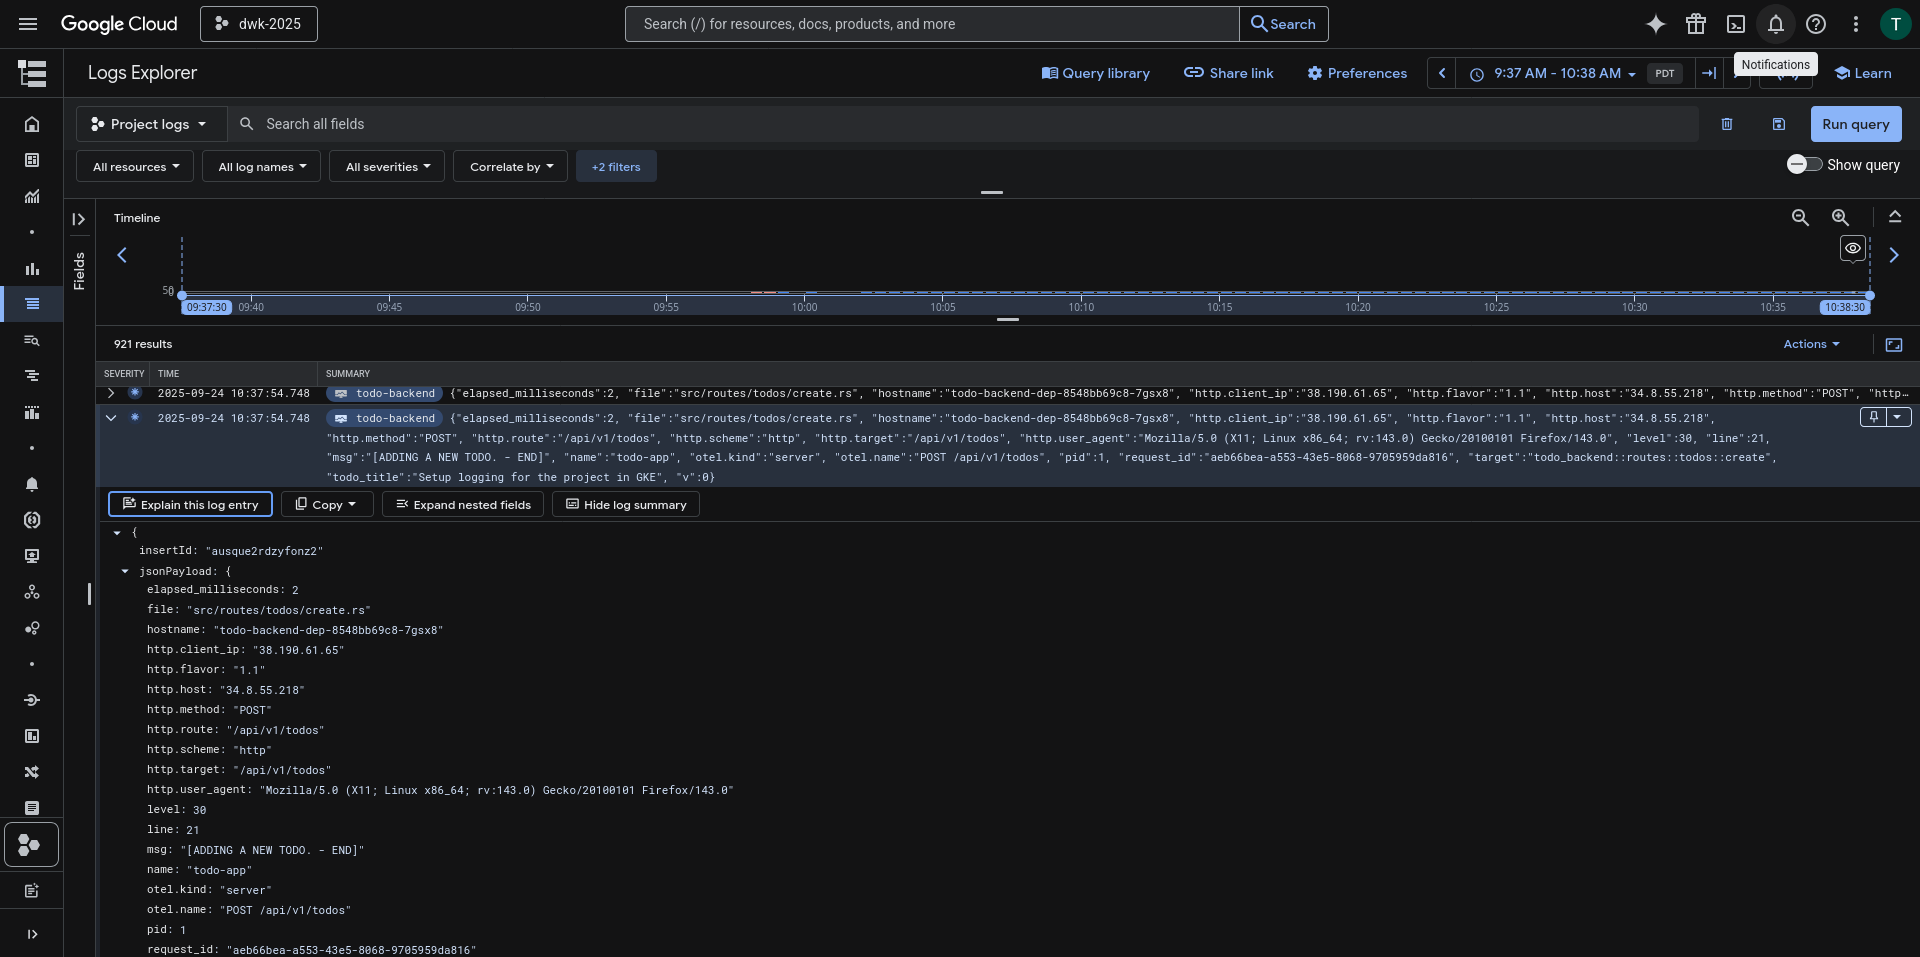 Google Cloud
dwk-2025
Search (/) for resources, docs, products, and more
Search
T
Notifications
Logs Explorer
Query library
Share link
Preferences
9:37 AM - 10:38 AM
PDT
Learn
Project logs
Search all fields
Run query
All resources
All log names
All severities
Correlate by
+2 filters
Show query
Fields
Timeline
50
0
09:37:30
09:40
09:45
09:50
09:55
10:00
10:05
10:10
10:15
10:20
10:25
10:30
10:35
10:38:30
921 results
Actions
SEVERITY TIME SUMMARY
2025-09-24 10:37:54.748 todo-backend {"elapsed_milliseconds":2, "file":"src/routes/todos/create.rs", "hostname":"todo-backend-dep-8548bb69c8-7gsx8", "http.client_ip":"38.190.61.65", "http.flavor":"1.1", "http.host":"34.8.55.218", "http.method":"POST", "http...
2025-09-24 10:37:54.748 todo-backend {"elapsed_milliseconds":2, "file":"src/routes/todos/create.rs", "hostname":"todo-backend-dep-8548bb69c8-7gsx8", "http.client_ip":"38.190.61.65", "http.flavor":"1.1", "http.host":"34.8.55.218",
"http.method":"POST", "http.route":"/api/v1/todos", "http.scheme":"http", "http.target":"/api/v1/todos", "http.user_agent":"Mozilla/5.0 (X11; Linux x86_64; rv:143.0) Gecko/20100101 Firefox/143.0", "level":30, "line":21,
"msg":"[ADDING A NEW TODO. - END]", "name":"todo-app", "otel.kind":"server", "otel.name":"POST /api/v1/todos", "pid":1, "request_id":"aeb66bea-a553-43e5-8068-9705959da816", "target":"todo_backend::routes::todos::create",
"todo_title":"Setup logging for the project in GKE", "v":0}
Explain this log entry
Copy
Expand nested fields
Hide log summary
{
insertId: "ausque2rdzyfonz2"
jsonPayload: {
elapsed_milliseconds: 2
file: "src/routes/todos/create.rs"
hostname: "todo-backend-dep-8548bb69c8-7gsx8"
http.client_ip: "38.190.61.65"
http.flavor: "1.1"
http.host: "34.8.55.218"
http.method: "POST"
http.route: "/api/v1/todos"
http.scheme: "http"
http.target: "/api/v1/todos"
http.user_agent: "Mozilla/5.0 (X11; Linux x86_64; rv:143.0) Gecko/20100101 Firefox/143.0"
level: 30
line: 21
msg: "[ADDING A NEW TODO. - END]"
name: "todo-app"
otel.kind: "server"
otel.name: "POST /api/v1/todos"
pid: 1
request_id: "aeb66bea-a553-43e5-8068-9705959da816"